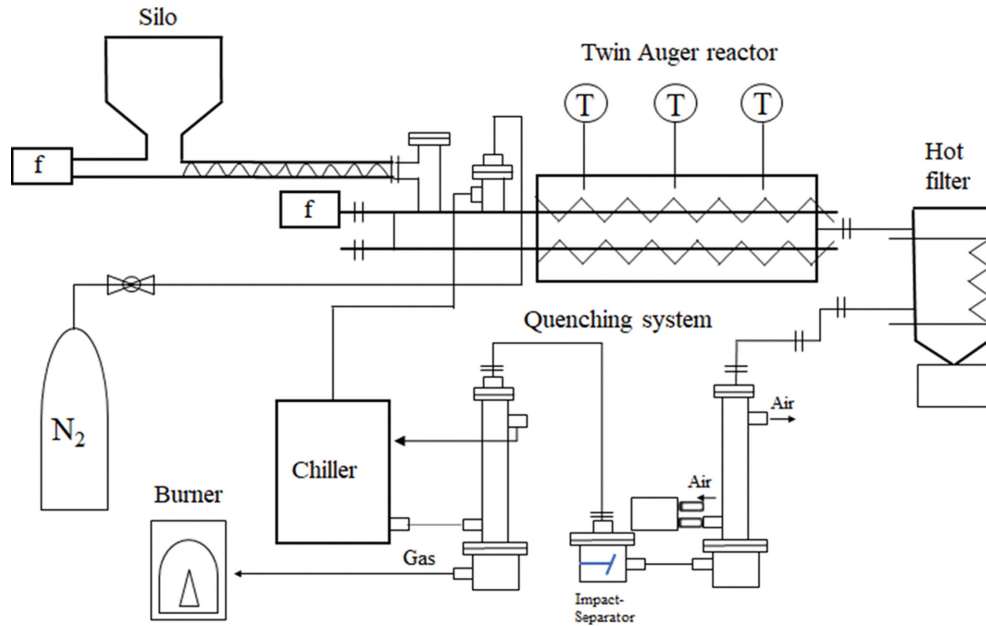 Silo
Twin Auger reactor
T
T
T
f
Hot
filter
f
Quenching system
N2
Chiller
Air
Air
Burner
Gas
Impact-
Separator